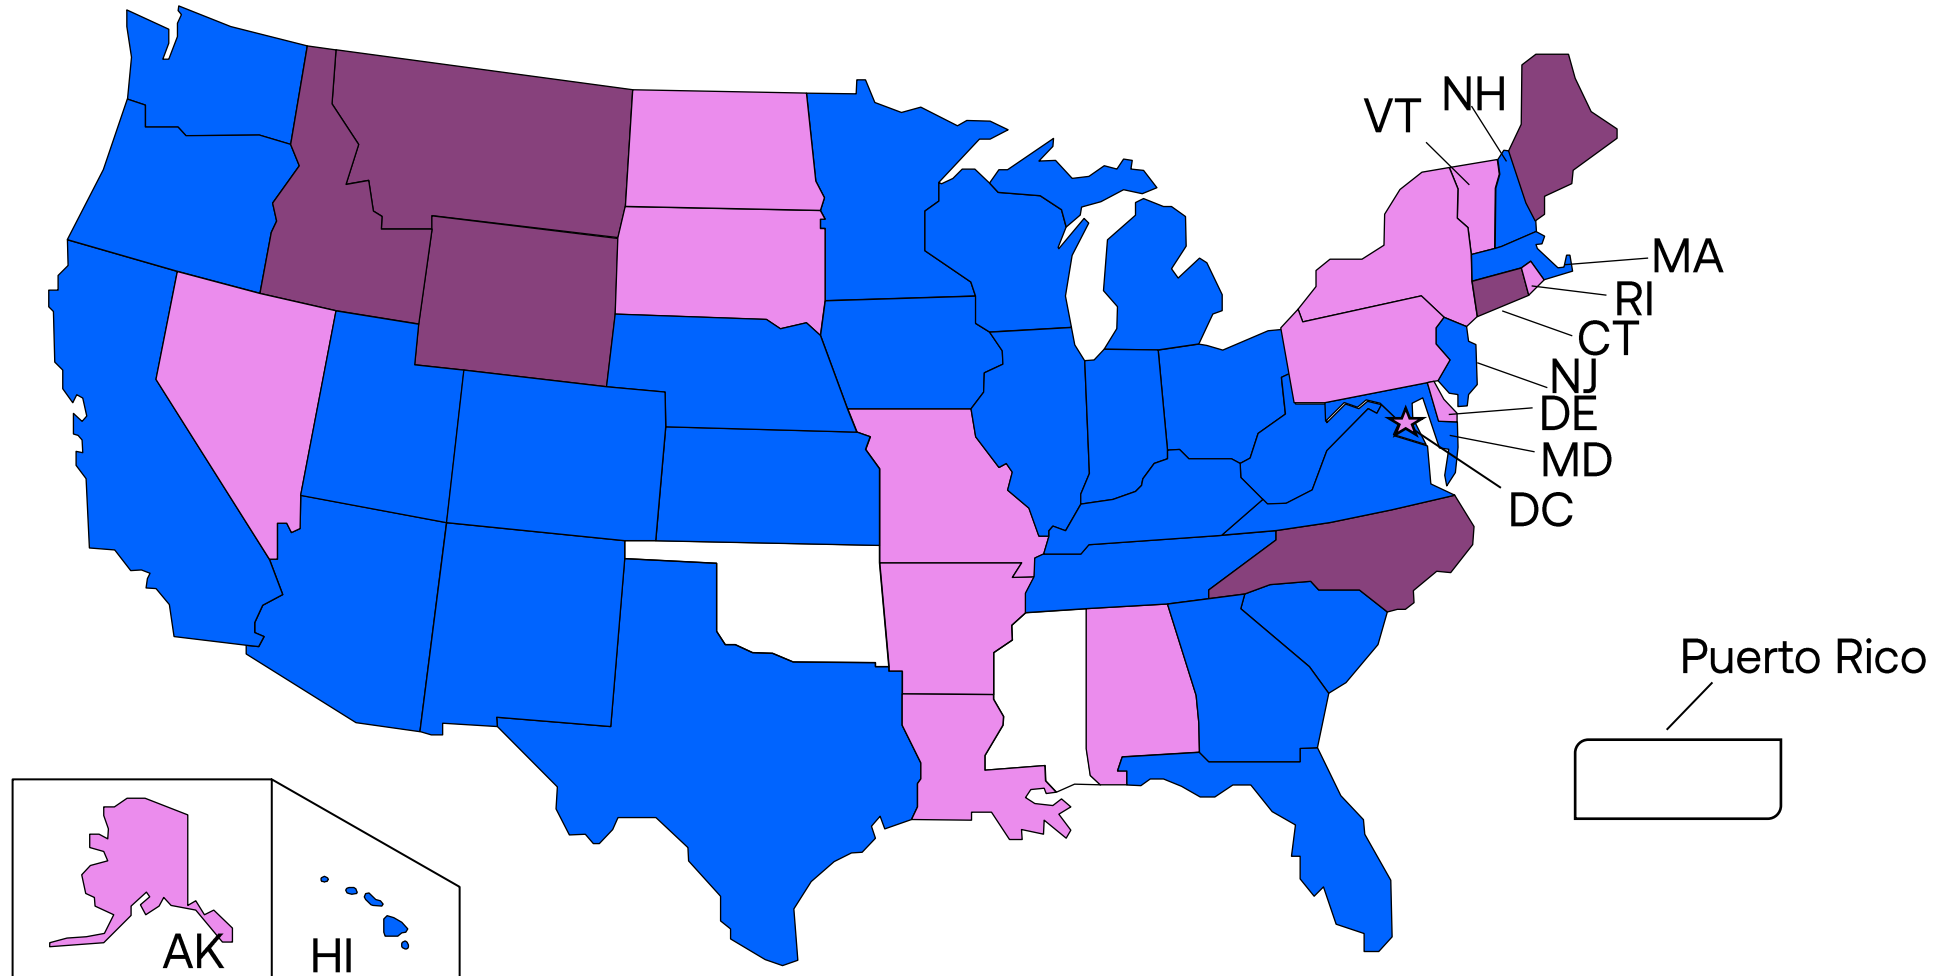 NH
VT
MA
RI
CT
NJ
DE
MD
DC
Puerto Rico
AK
HI